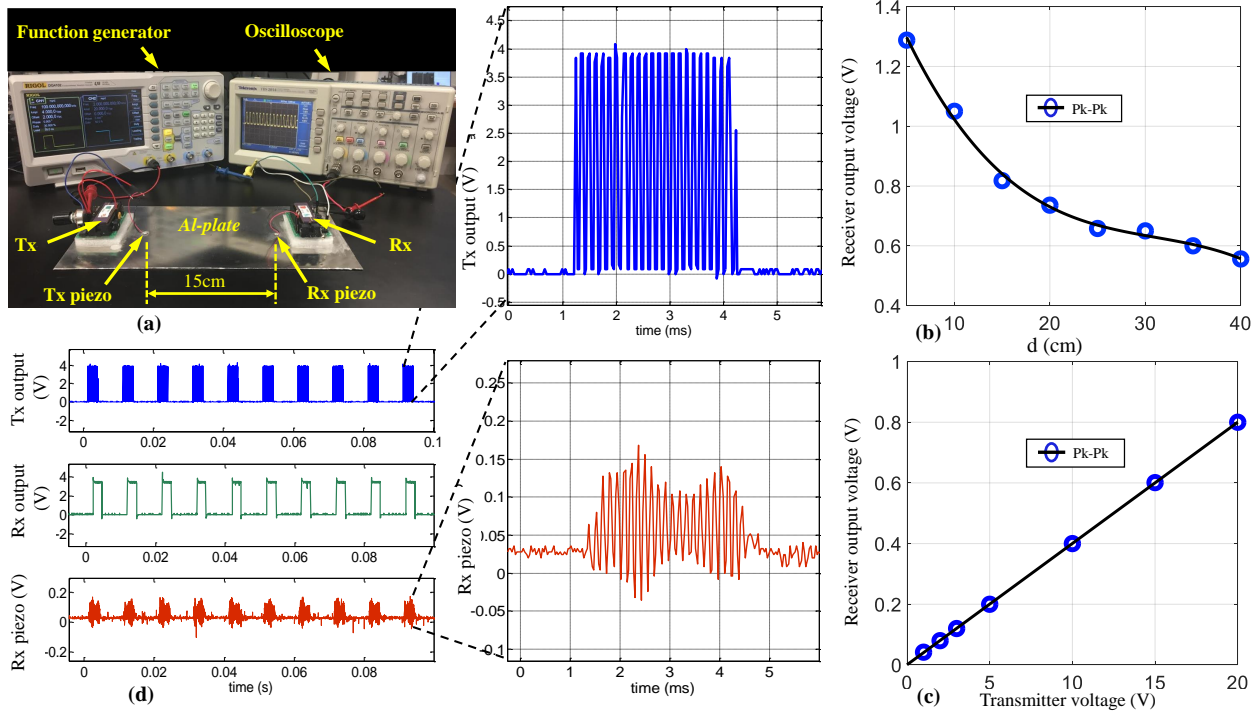 Function generator
Oscilloscope
RIGOL
Tektronix
Al-plate
Tx
Rx
15cm
Tx piezo
Rx piezo
(a)
4.5
4
3.5
3
2.5
2
1.5
1
0.5
0
-0.5
Tx output (V)
0 1 2 3 4 5
time (ms)
1.4
1.2
1
0.8
0.6
0.4
Receiver output voltage (V)
Pk-Pk
10 20 30 40
(b)
d (cm)
Tx output
(V)
4
2
0
-2
0 0.02 0.04 0.06 0.08 0.1
Rx output
(V)
4
2
0
-2
0 0.02 0.04 0.06 0.08
Rx piezo (V)
0.2
0
-0.2
0 0.02 0.04 0.06 0.08
time (s)
(d)
0.25
0.20
0.15
0.1
0.05
0
-0.05
-0.1
Rx piezo (V)
0 1 2 3 4 5
time (ms)
1
0.8
0.6
0.4
0.2
0
Receiver output voltage (V)
Pk-Pk
0 5 10 15 20
(c)
Transmitter voltage (V)